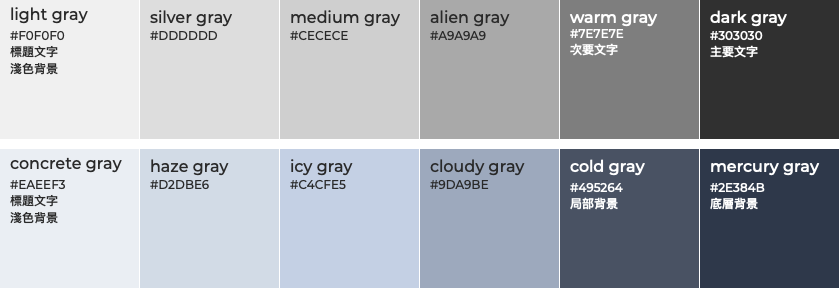 light gray
#F0F0F0
標題文字
淺色背景
silver gray
#DDDDDD
medium gray
#CECECE
alien gray
#A9A9A9
warm gray
#7E7E7E
次要文字
dark gray
#303030
主要文字
concrete gray
#EAEEF3
標題文字
淺色背景
haze gray
#D2DBE6
icy gray
#C4CFE5
cloudy gray
#9DA9BE
cold gray
#495264
局部背景
mercury gray
#2E384B
底層背景